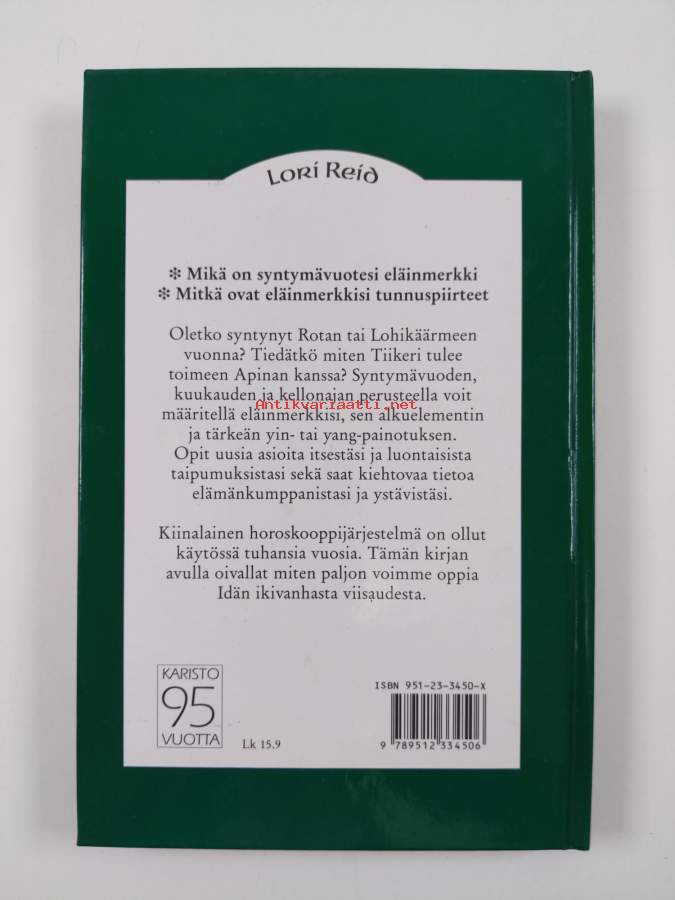 Lori Reid
✻ Mikä on syntymävuotesi eläinmerkki
✻ Mitkä ovat eläinmerkkisi tunnuspiirteet
Oletko syntynyt Rotan tai Lohikäärmeen
vuonna? Tiedätkö miten Tiikeri tulee
toimeen Apinan kanssa? Syntymävuoden,
kuukauden ja kellonajan perusteella voit
Antikvariaatti.net
määritellä eläinmerkkisi, sen alkuelementin
ja tärkeän yin- tai yang-painotuksen.
Opit uusia asioita itsestäsi ja luontaisista
taipumuksistasi sekä saat kiehtovaa tietoa
elämänkumppanistasi ja ystävistäsi.
Kiinalainen horoskooppijärjestelmä on ollut
käytössä tuhansia vuosia. Tämän kirjan
avulla oivallat miten paljon voimme oppia
Idän ikivanhasta viisaudesta.
KARISTO
95
VUOTTA
Lk 15.9
ISBN 951-23-3450-X
9 789512 334506